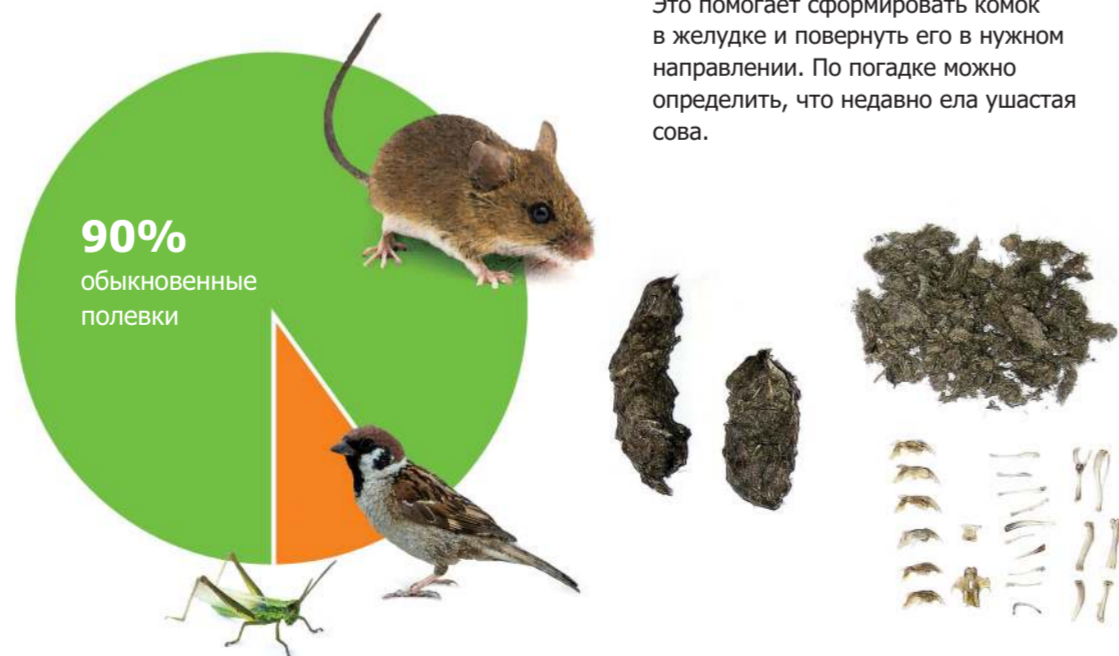 Это помогает сформировать комок
в желудке и повернуть его в нужном
направлении. По погадке можно
определить, что недавно ела ушастая
сова.
90%
обыкновенные
полевки